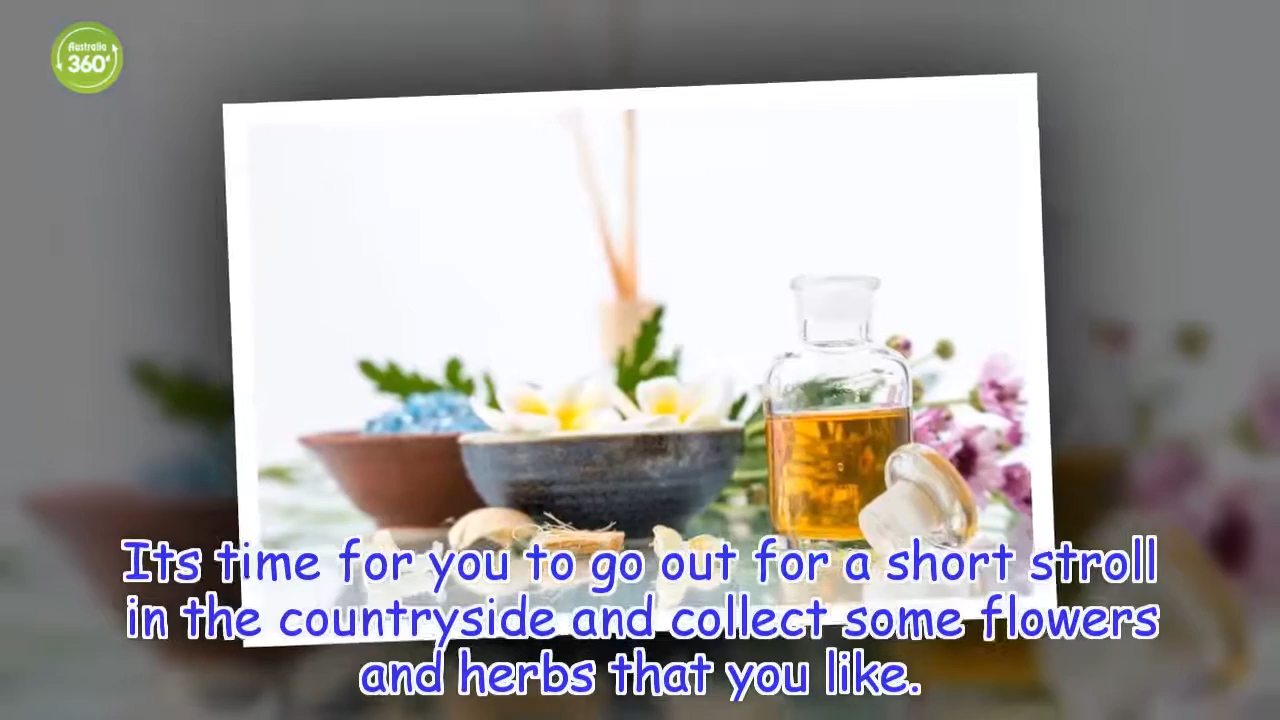 Australia
360°
Its time for you to go out for a short stroll
in the countryside and collect some flowers
and herbs that you like.